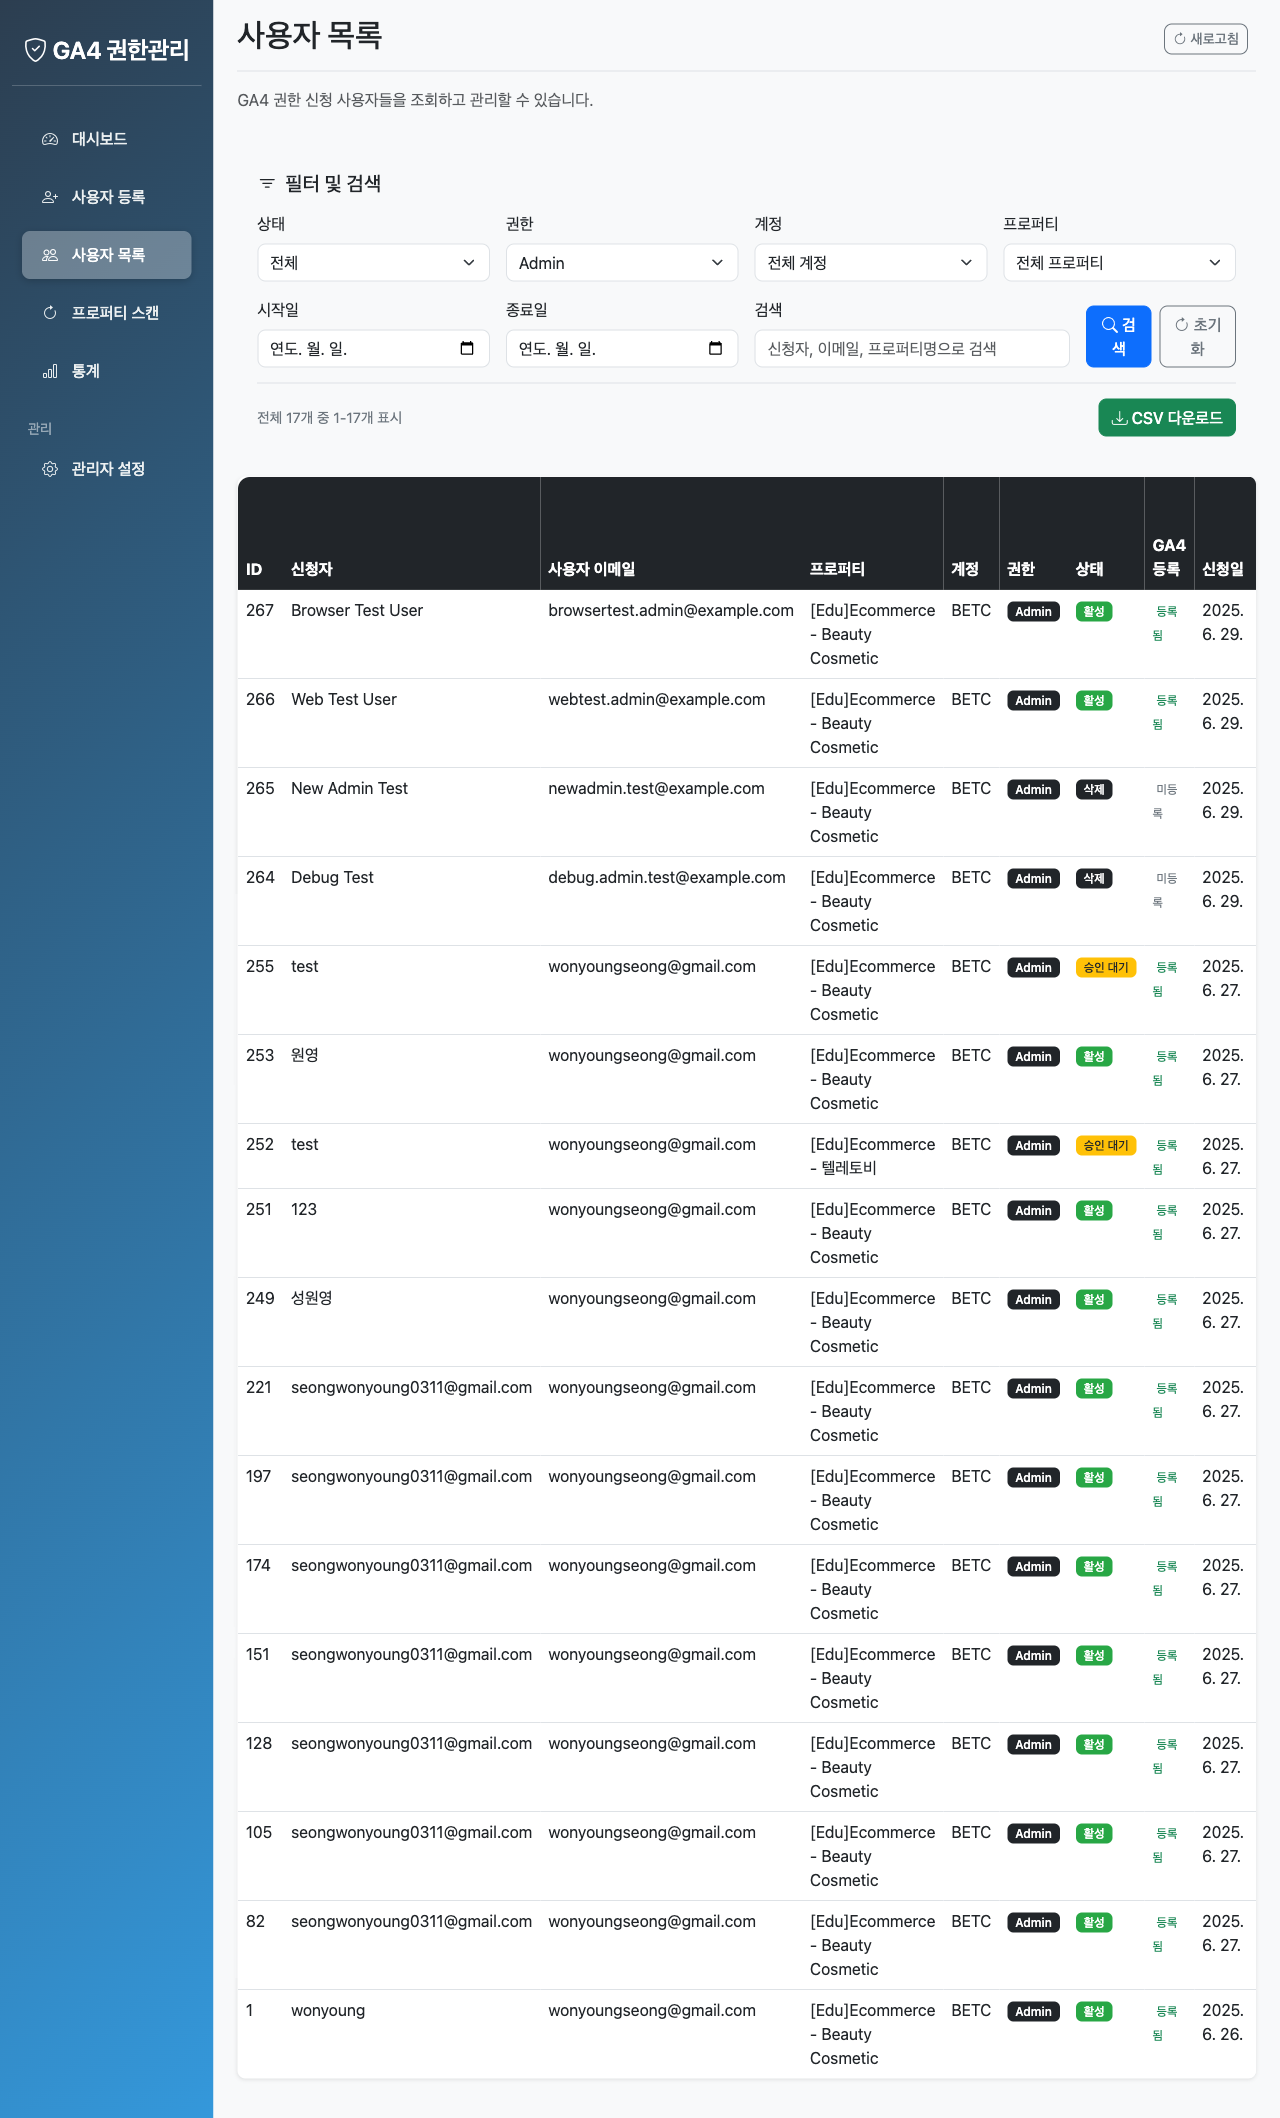 GA4 권한관리
대시보드
사용자 등록
사용자 목록
프로퍼티 스캔
통계
관리
관리자 설정
사용자 목록
새로고침
GA4 권한 신청 사용자들을 조회하고 관리할 수 있습니다.
필터 및 검색
상태 권한 계정 프로퍼티
전체 Admin 전체 계정 전체 프로퍼티
시작일 종료일 검색
연도. 월. 일. 연도. 월. 일. 신청자, 이메일, 프로퍼티명으로 검색
검
색
초기
화
전체 17개 중 1-17개 표시
CSV 다운로드
ID 신청자 사용자 이메일 프로퍼티 계정 권한 상태 GA4
등록 신청일
267 Browser Test User browsertest.admin@example.com [Edu]Ecommerce BETC Admin 활성 등록 2025.
- Beauty 됨 6. 29.
Cosmetic
266 Web Test User webtest.admin@example.com [Edu]Ecommerce BETC Admin 활성 등록 2025.
- Beauty 됨 6. 29.
Cosmetic
265 New Admin Test newadmin.test@example.com [Edu]Ecommerce BETC Admin 삭제 미등 2025.
- Beauty 록 6. 29.
Cosmetic
264 Debug Test debug.admin.test@example.com [Edu]Ecommerce BETC Admin 삭제 미등 2025.
- Beauty 록 6. 29.
Cosmetic
255 test wonyoungseong@gmail.com [Edu]Ecommerce BETC Admin 승인 대기 등록 2025.
- Beauty 됨 6. 27.
Cosmetic
253 원영 wonyoungseong@gmail.com [Edu]Ecommerce BETC Admin 활성 등록 2025.
- Beauty 됨 6. 27.
Cosmetic
252 test wonyoungseong@gmail.com [Edu]Ecommerce BETC Admin 승인 대기 등록 2025.
- 텔레토비 됨 6. 27.
251 123 wonyoungseong@gmail.com [Edu]Ecommerce BETC Admin 활성 등록 2025.
- Beauty 됨 6. 27.
Cosmetic
249 성원영 wonyoungseong@gmail.com [Edu]Ecommerce BETC Admin 활성 등록 2025.
- Beauty 됨 6. 27.
Cosmetic
221 seongwonyoung0311@gmail.com wonyoungseong@gmail.com [Edu]Ecommerce BETC Admin 활성 등록 2025.
- Beauty 됨 6. 27.
Cosmetic
197 seongwonyoung0311@gmail.com wonyoungseong@gmail.com [Edu]Ecommerce BETC Admin 활성 등록 2025.
- Beauty 됨 6. 27.
Cosmetic
174 seongwonyoung0311@gmail.com wonyoungseong@gmail.com [Edu]Ecommerce BETC Admin 활성 등록 2025.
- Beauty 됨 6. 27.
Cosmetic
151 seongwonyoung0311@gmail.com wonyoungseong@gmail.com [Edu]Ecommerce BETC Admin 활성 등록 2025.
- Beauty 됨 6. 27.
Cosmetic
128 seongwonyoung0311@gmail.com wonyoungseong@gmail.com [Edu]Ecommerce BETC Admin 활성 등록 2025.
- Beauty 됨 6. 27.
Cosmetic
105 seongwonyoung0311@gmail.com wonyoungseong@gmail.com [Edu]Ecommerce BETC Admin 활성 등록 2025.
- Beauty 됨 6. 27.
Cosmetic
82 seongwonyoung0311@gmail.com wonyoungseong@gmail.com [Edu]Ecommerce BETC Admin 활성 등록 2025.
- Beauty 됨 6. 27.
Cosmetic
1 wonyoung wonyoungseong@gmail.com [Edu]Ecommerce BETC Admin 활성 등록 2025.
- Beauty 됨 6. 26.
Cosmetic